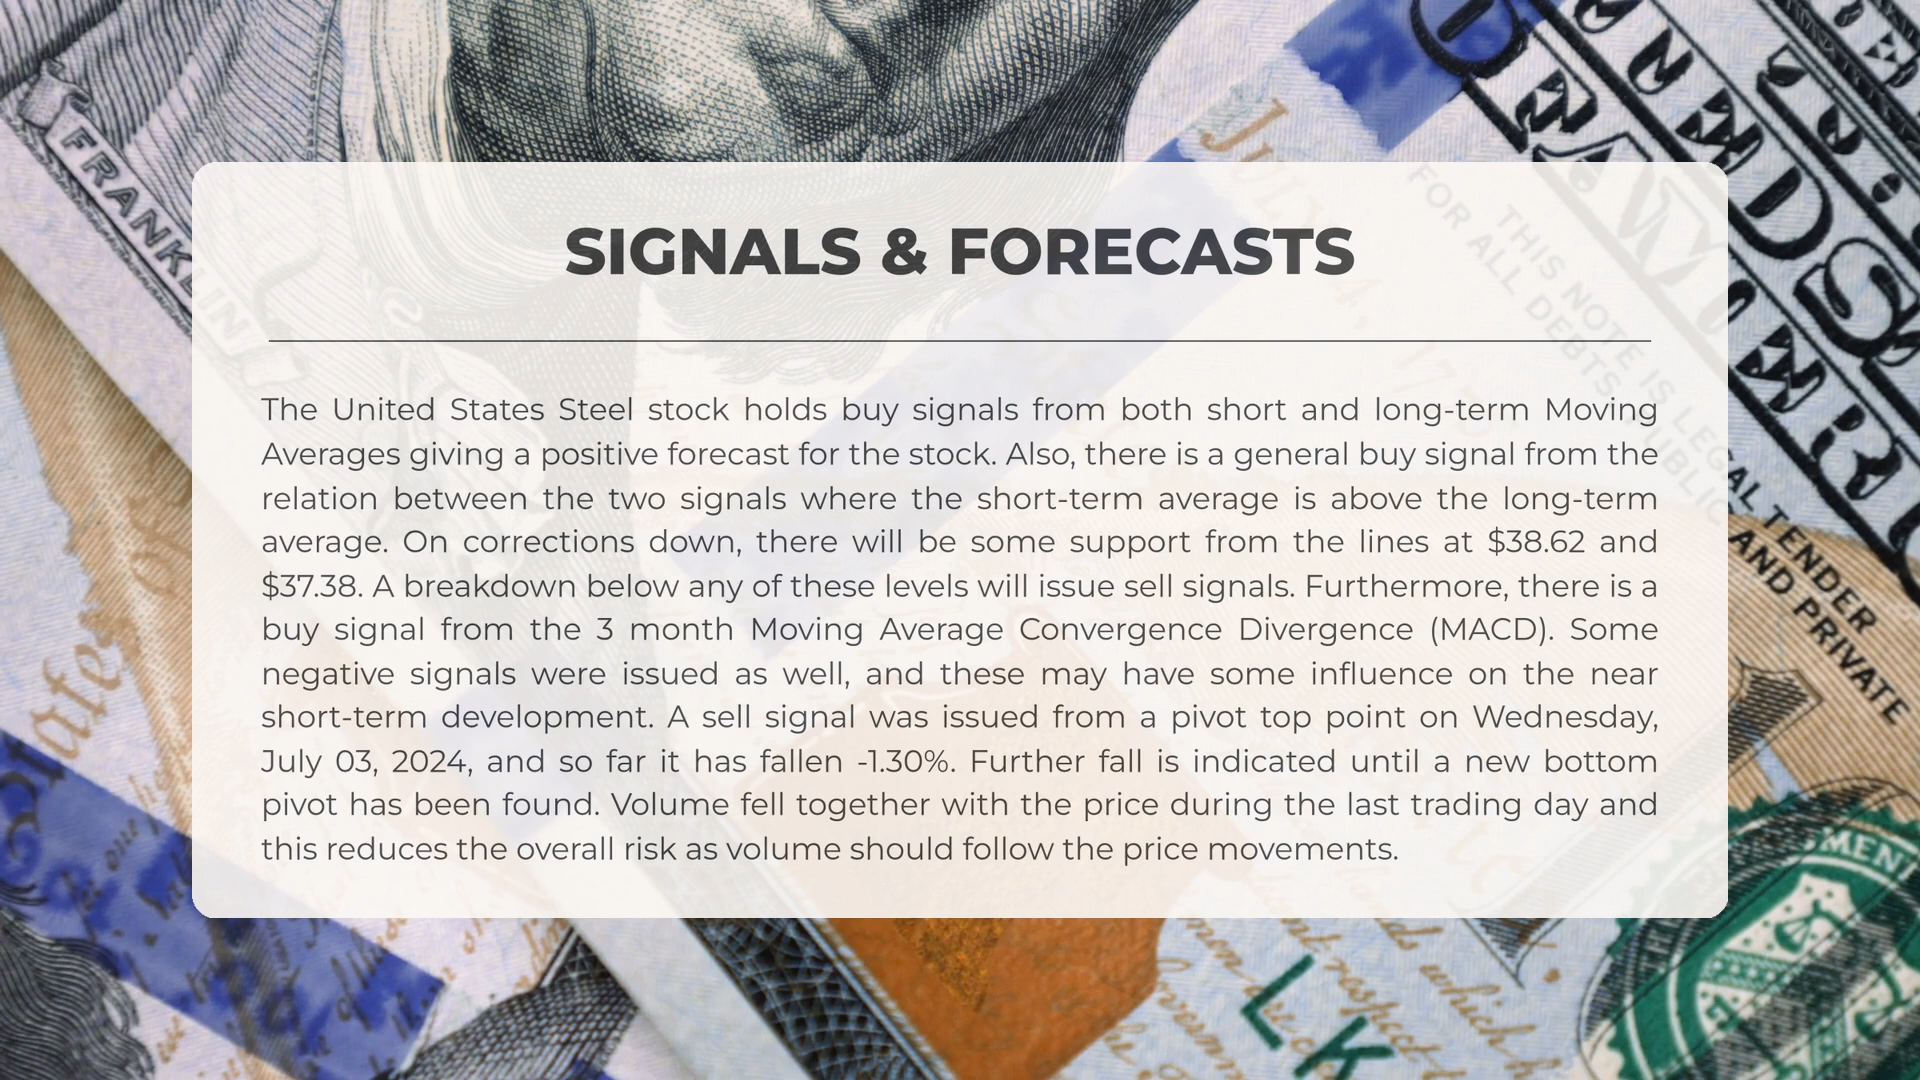 FRANKLIN
JULY 4, 17
THIS NOTE IS LEGAL TENDER
FOR ALL DEBTS PUBLIC AND PRIVATE
SIGNALS & FORECASTS
The United States Steel stock holds buy signals from both short and long-term Moving
Averages giving a positive forecast for the stock. Also, there is a general buy signal from the
relation between the two signals where the short-term average is above the long-term
average. On corrections down, there will be some support from the lines at $38.62 and
$37.38. A breakdown below any of these levels will issue sell signals. Furthermore, there is a
buy signal from the 3 month Moving Average Convergence Divergence (MACD). Some
negative signals were issued as well, and these may have some influence on the near
short-term development. A sell signal was issued from a pivot top point on Wednesday,
July 03, 2024, and so far it has fallen -1.30%. Further fall is indicated until a new bottom
pivot has been found. Volume fell together with the price during the last trading day and
this reduces the overall risk as volume should follow the price movements.
LK